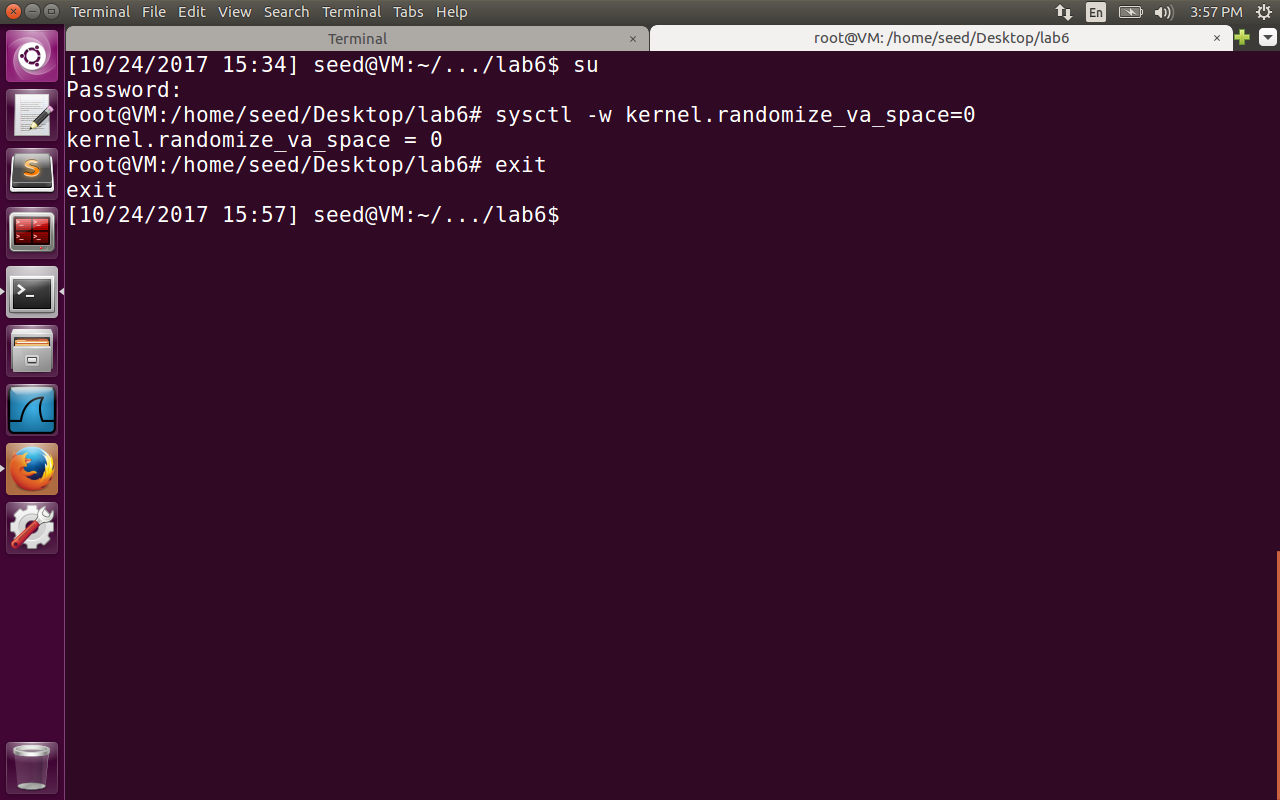 Terminal File Edit View Search Terminal Tabs Help En 3:57 PM
Terminal × root@VM: /home/seed/Desktop/lab6 ×
[10/24/2017 15:34] seed@VM:~/.../lab6$ su
Password:
root@VM:/home/seed/Desktop/lab6# sysctl -w kernel.randomize_va_space=0
kernel.randomize_va_space = 0
root@VM:/home/seed/Desktop/lab6# exit
exit
[10/24/2017 15:57] seed@VM:~/.../lab6$